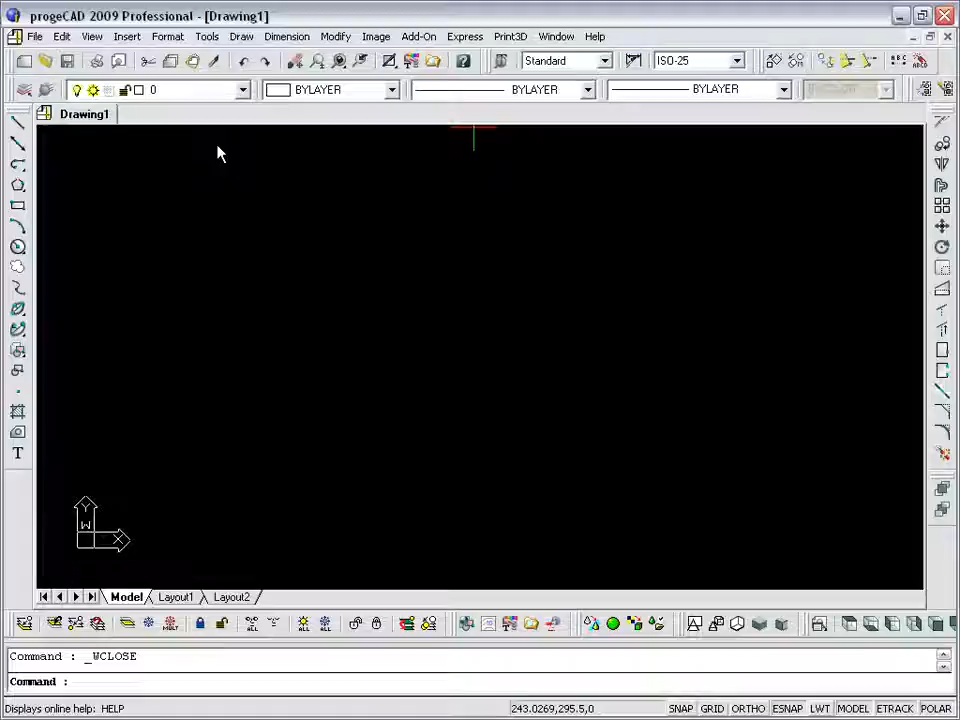 progeCAD 2009 Professional - [Drawing1]
File Edit View Insert Format Tools Draw Dimension Modify Image Add-On Express Print3D Window Help
Standard ISO-25
0 BYLAYER BYLAYER BYLAYER
Drawing1
Y
W
X
Model Layout1 Layout2
Command : _WCLOSE
Command :
Displays online help: HELP 243.0269,295.5,0 SNAP GRID ORTHO ESNAP LWT MODEL ETRACK POLAR